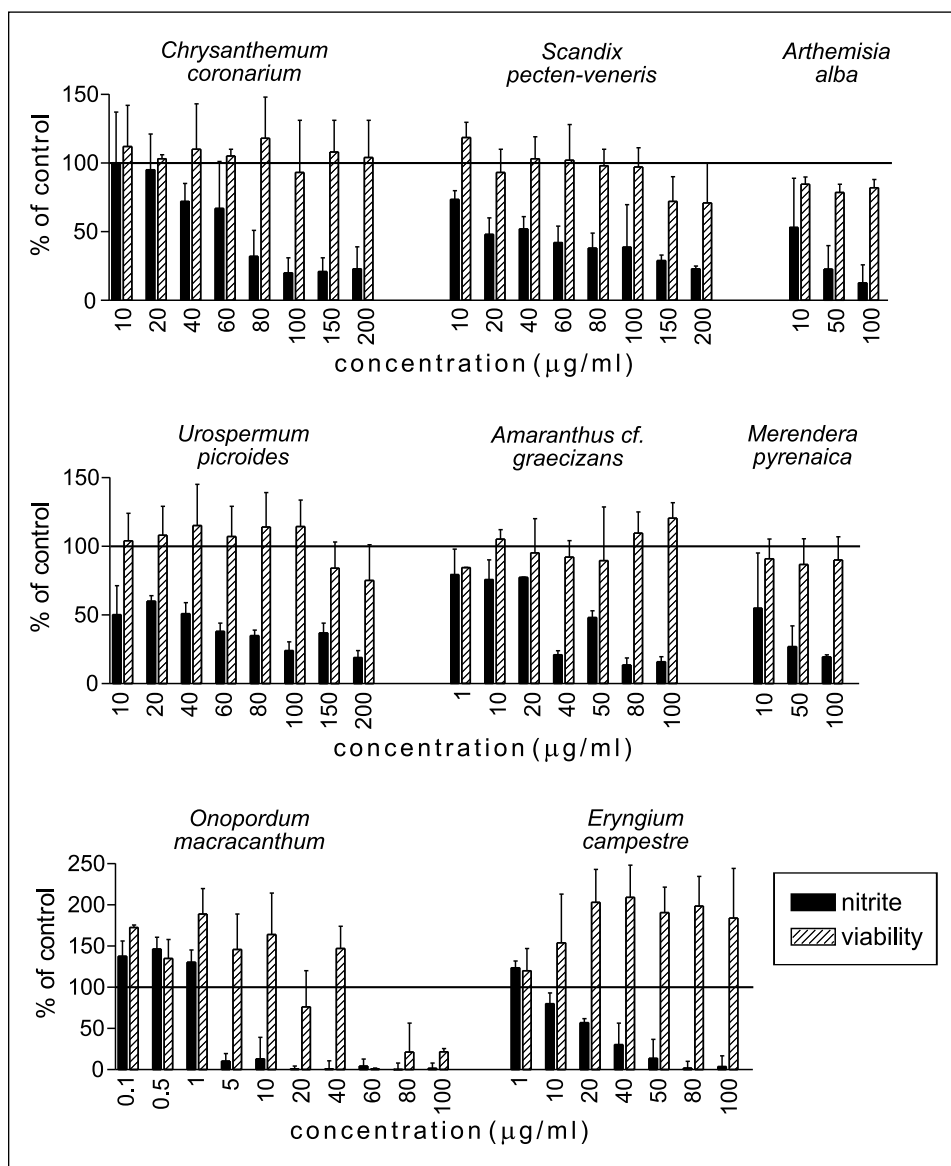 Chrysanthemum
coronarium
Scandix
pecten-veneris
Arthemisia
alba
% of control
150
100
50
0
10 20 40 60 80 100 150 200
10 20 40 60 80 100 150 200
10 50 100
concentration (μg/ml)
Urospermum
picroides
Amaranthus cf.
graecizans
Merendera
pyrenaica
% of control
150
100
50
0
10 20 40 60 80 100 150 200
1 10 20 40 50 80 100
10 50 100
concentration (μg/ml)
Onopordum
macracanthum
Eryngium
campestre
% of control
250
200
150
100
50
0
0.1 0.5 1 5 10 20 40 60 80 100
1 10 20 40 50 80 100
concentration (μg/ml)
nitrite
viability